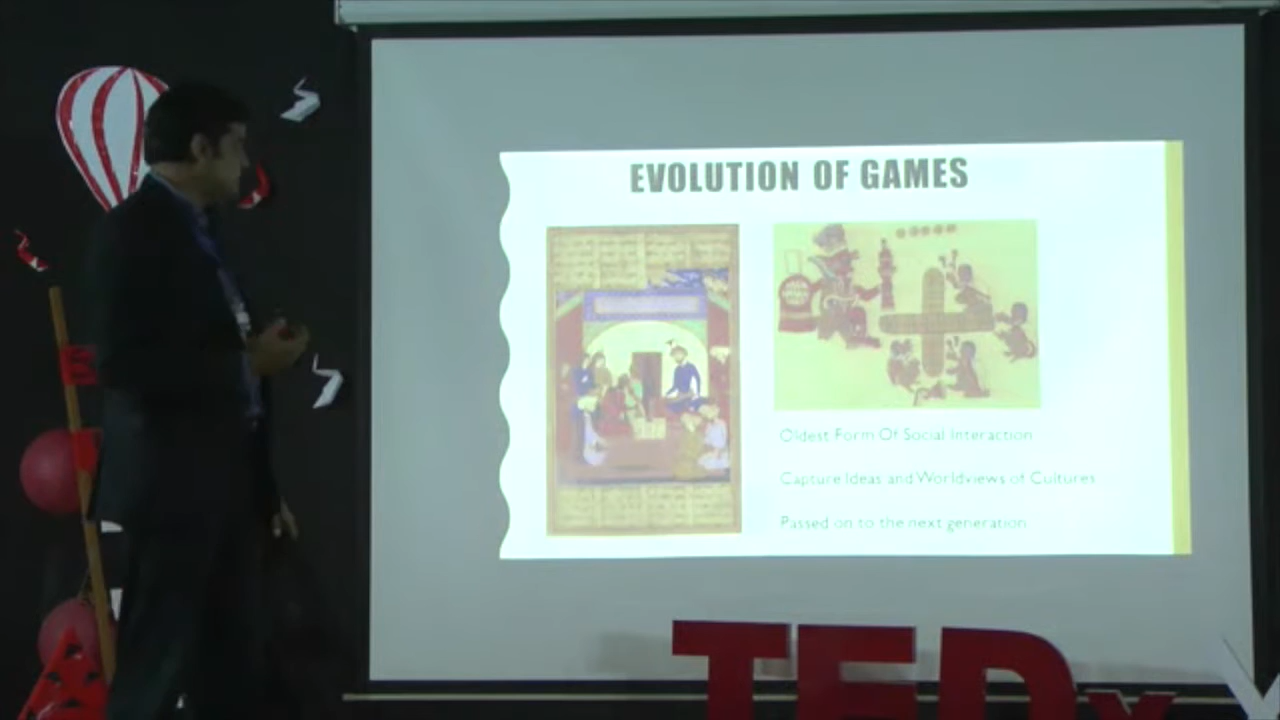 EVOLUTION OF GAMES
Oldest Form Of Social Interaction
Capture Ideas and Worldviews of Cultures
Passed on to the next generation
TEDx